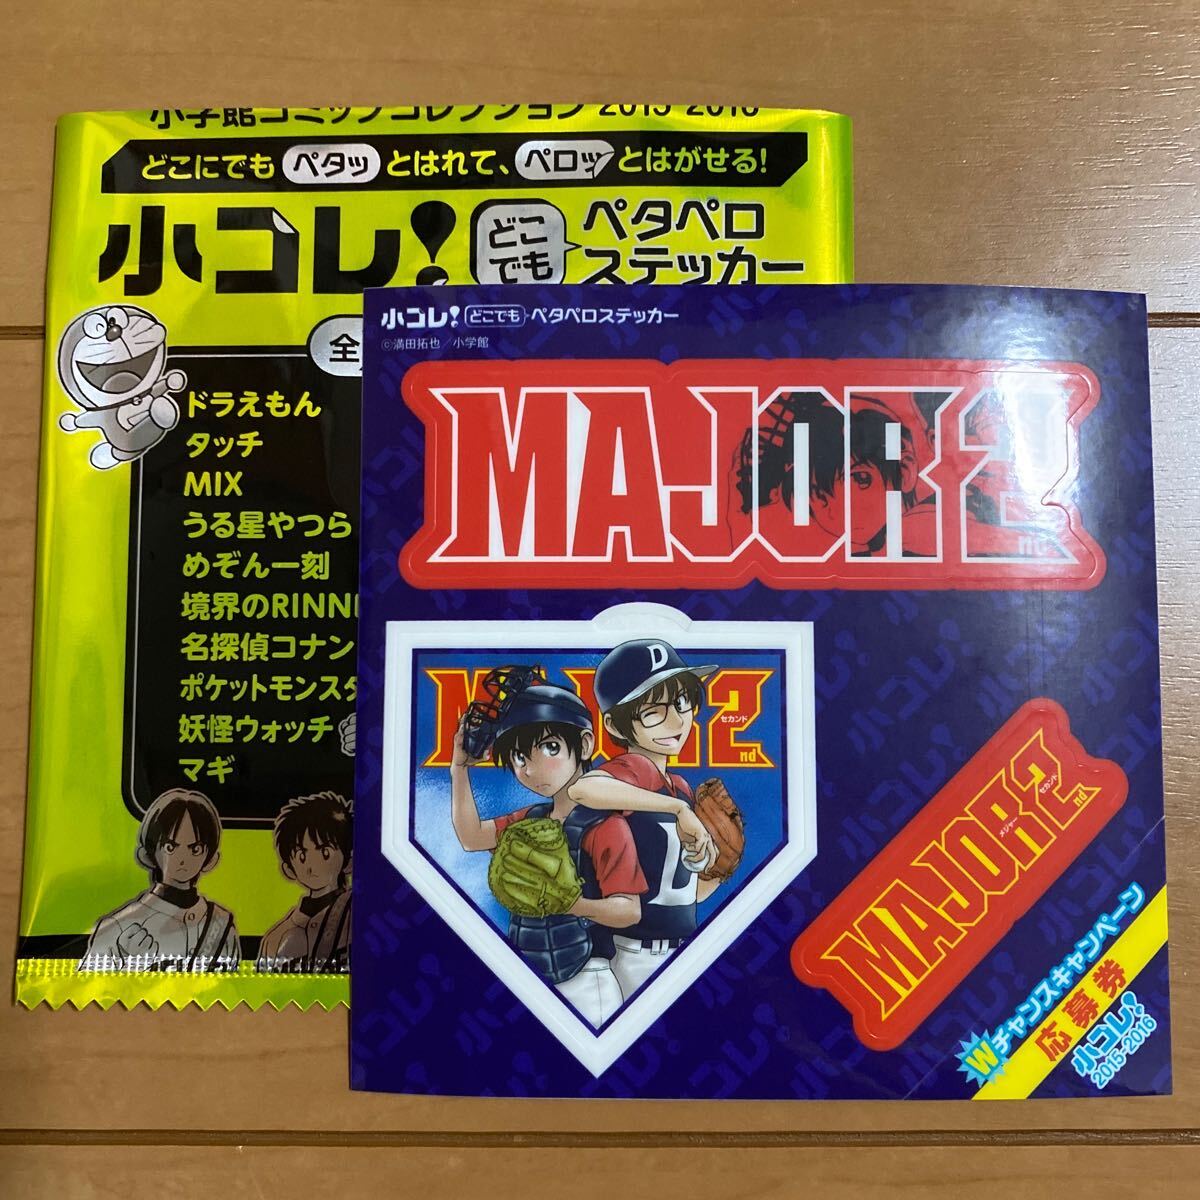 小学館コミックコレクション 2015-2016
どこにでも ペタッ とはれて、ペロッ とはがせる!
小コレ! どこでも ペタペロステッカー
全
ドラえもん
タッチ
MIX
うる星やつら
めぞん一刻
境界のRINN
名探偵コナン
ポケットモンスタ
妖怪ウォッチ
マギ
小コレ! どこでも ペタペロステッカー
©満田拓也/小学館
MAJOR 2nd
MAJOR 2nd
セカンド
D
MAJOR 2nd
メジャー
セカンド
Wチャンスキャンペーン
応募券
小コレ!
2015-2016